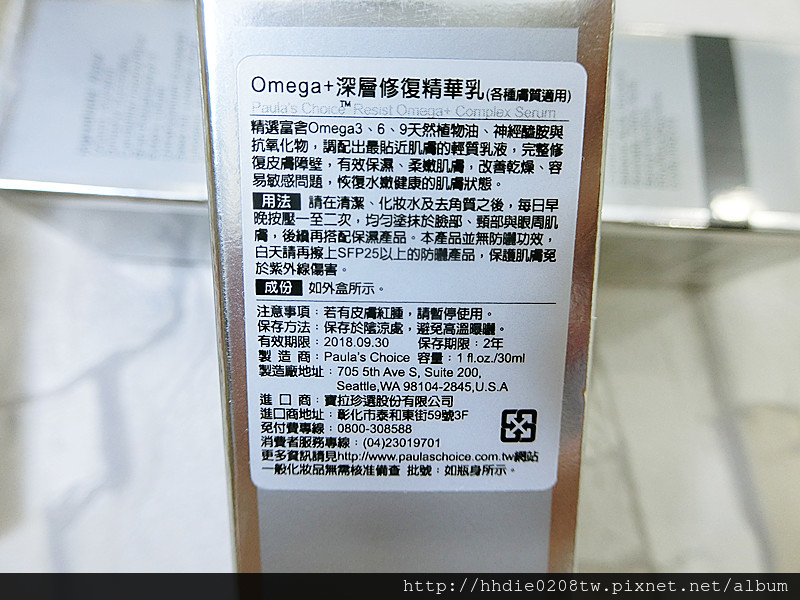 Omega+深層修復精華乳(各種膚質適用)
Paula's Choice™ Resist Omega+ Complex Serum
精選富含Omega3、6、9天然植物油、神經醯胺與
抗氧化物，調配出最貼近肌膚的輕質乳液，完整修
復皮膚障壁，有效保濕、柔嫩肌膚，改善乾燥、容
易敏感問題，恢復水嫩健康的肌膚狀態。
用法 請在清潔、化妝水及去角質之後，每日早
晚按壓一至二次，均勻塗抹於臉部、頸部與眼周肌
膚，後續再搭配保濕產品。本產品並無防曬功效，
白天請再擦上SFP25以上的防曬產品，保護肌膚免
於紫外線傷害。
成份 如外盒所示。
注意事項：若有皮膚紅腫，請暫停使用。
保存方法：保存於陰涼處，避免高溫曝曬。
有效期限：2018.09.30 保存期限：2年
製造商：Paula's Choice 容量：1 fl.oz./30ml
製造廠地址：705 5th Ave S, Suite 200,
Seattle,WA 98104-2845,U.S.A
進口商：寶拉珍選股份有限公司
進口商地址：彰化市泰和東街59號3F
免付費專線：0800-308588
消費者服務專線：(04)23019701
更多資訊請見http://www.paulaschoice.com.tw網站
一般化妝品無需核准備查 批號：如瓶身所示。
http://hhdie0208tw.pixnet.net/album